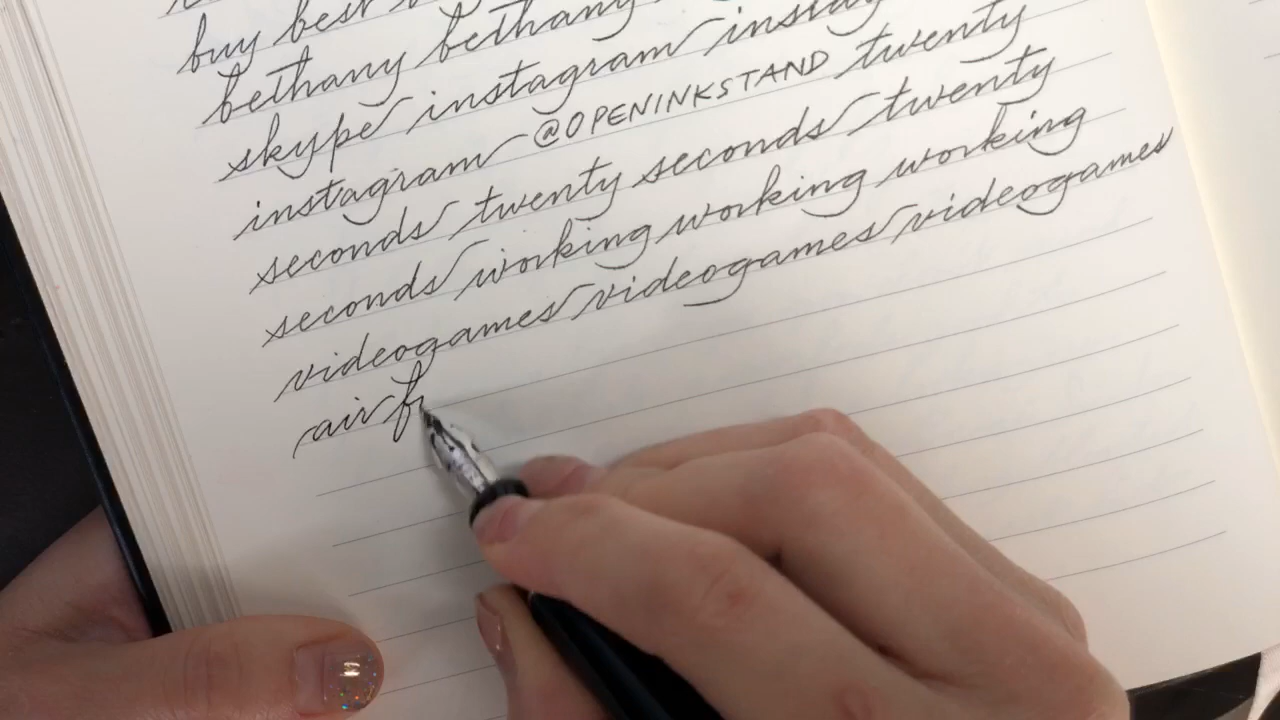 buy best
bethany bethany
skype instagram
instagram @OPENINKSTAND twenty
seconds twenty seconds twenty
seconds working working working
videogames videogames videogames
air f